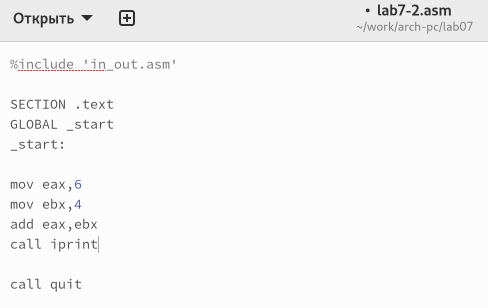 Открыть
• lab7-2.asm
~/work/arch-pc/lab07
%include 'in_out.asm'
SECTION .text
GLOBAL _start
_start:
mov eax,6
mov ebx,4
add eax,ebx
call iprint
call quit